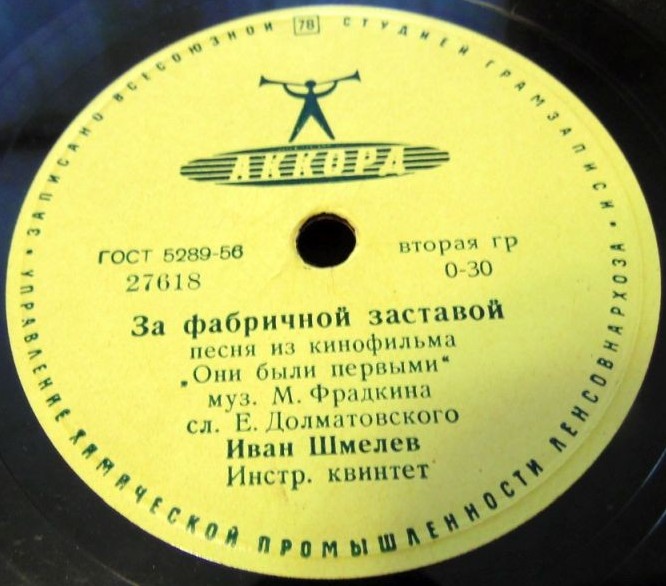 • ЗАПИСАНО ВСЕСОЮЗНОЙ 78 СТУДИЕЙ ГРАМЗАПИСИ •
АККОРД
ГОСТ 5289-56
вторая гр
27618
0-30
За фабричной заставой
песня из кинофильма
„Они были первыми“
муз. М. Фрадкина
сл. Е. Долматовского
Иван Шмелев
Инстр. квинтет
УПРАВЛЕНИЕ ХИМИЧЕСКОЙ ПРОМЫШЛЕННОСТИ ЛЕНСОВНАРХОЗА